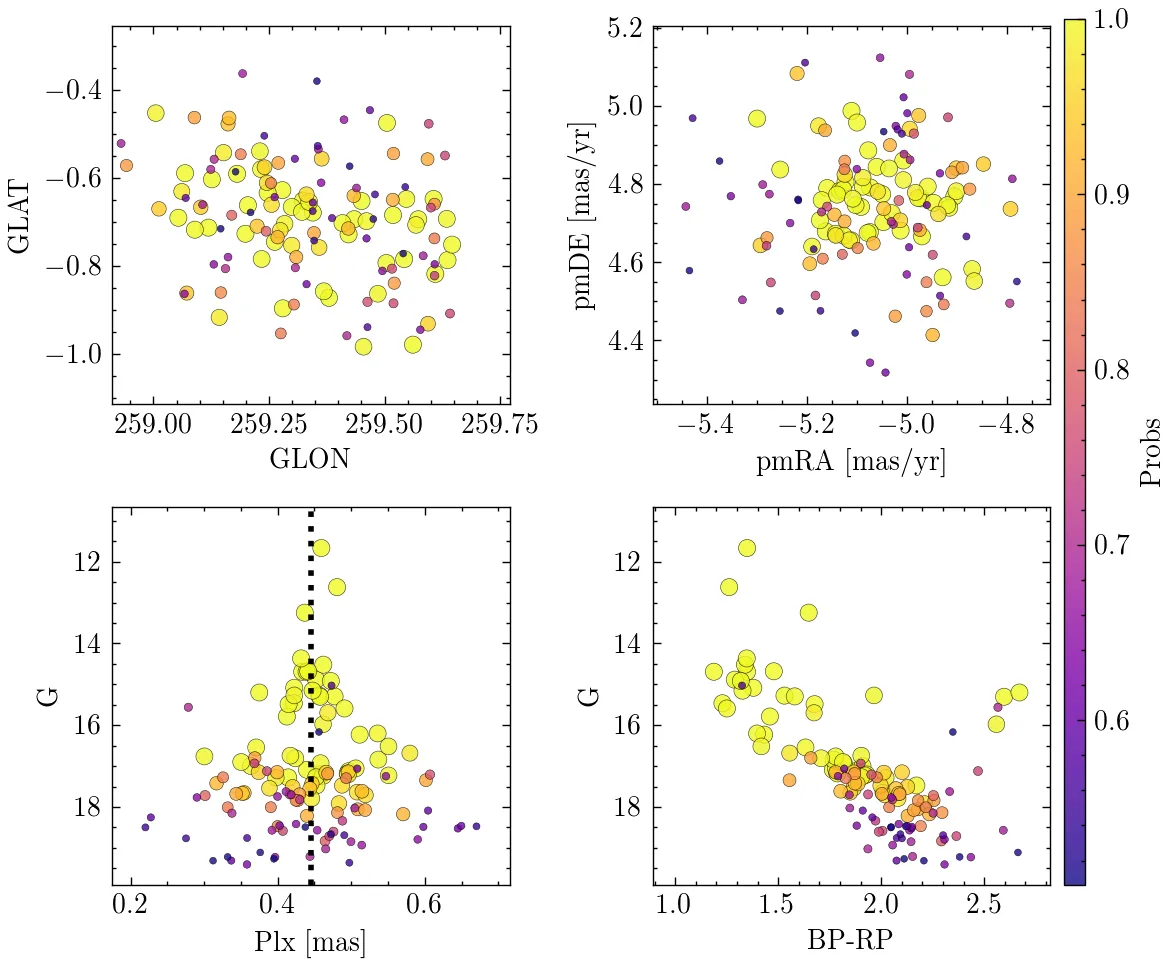 −0.4
−0.6
−0.8
−1.0
GLAT
259.00 259.25 259.50 259.75
GLON
5.2
5.0
4.8
4.6
4.4
pmDE [mas/yr]
−5.4 −5.2 −5.0 −4.8
pmRA [mas/yr]
12
14
16
18
G
0.2 0.4 0.6
Plx [mas]
12
14
16
18
G
1.0 1.5 2.0 2.5
BP-RP
1.0
0.9
0.8
0.7
0.6
Probs